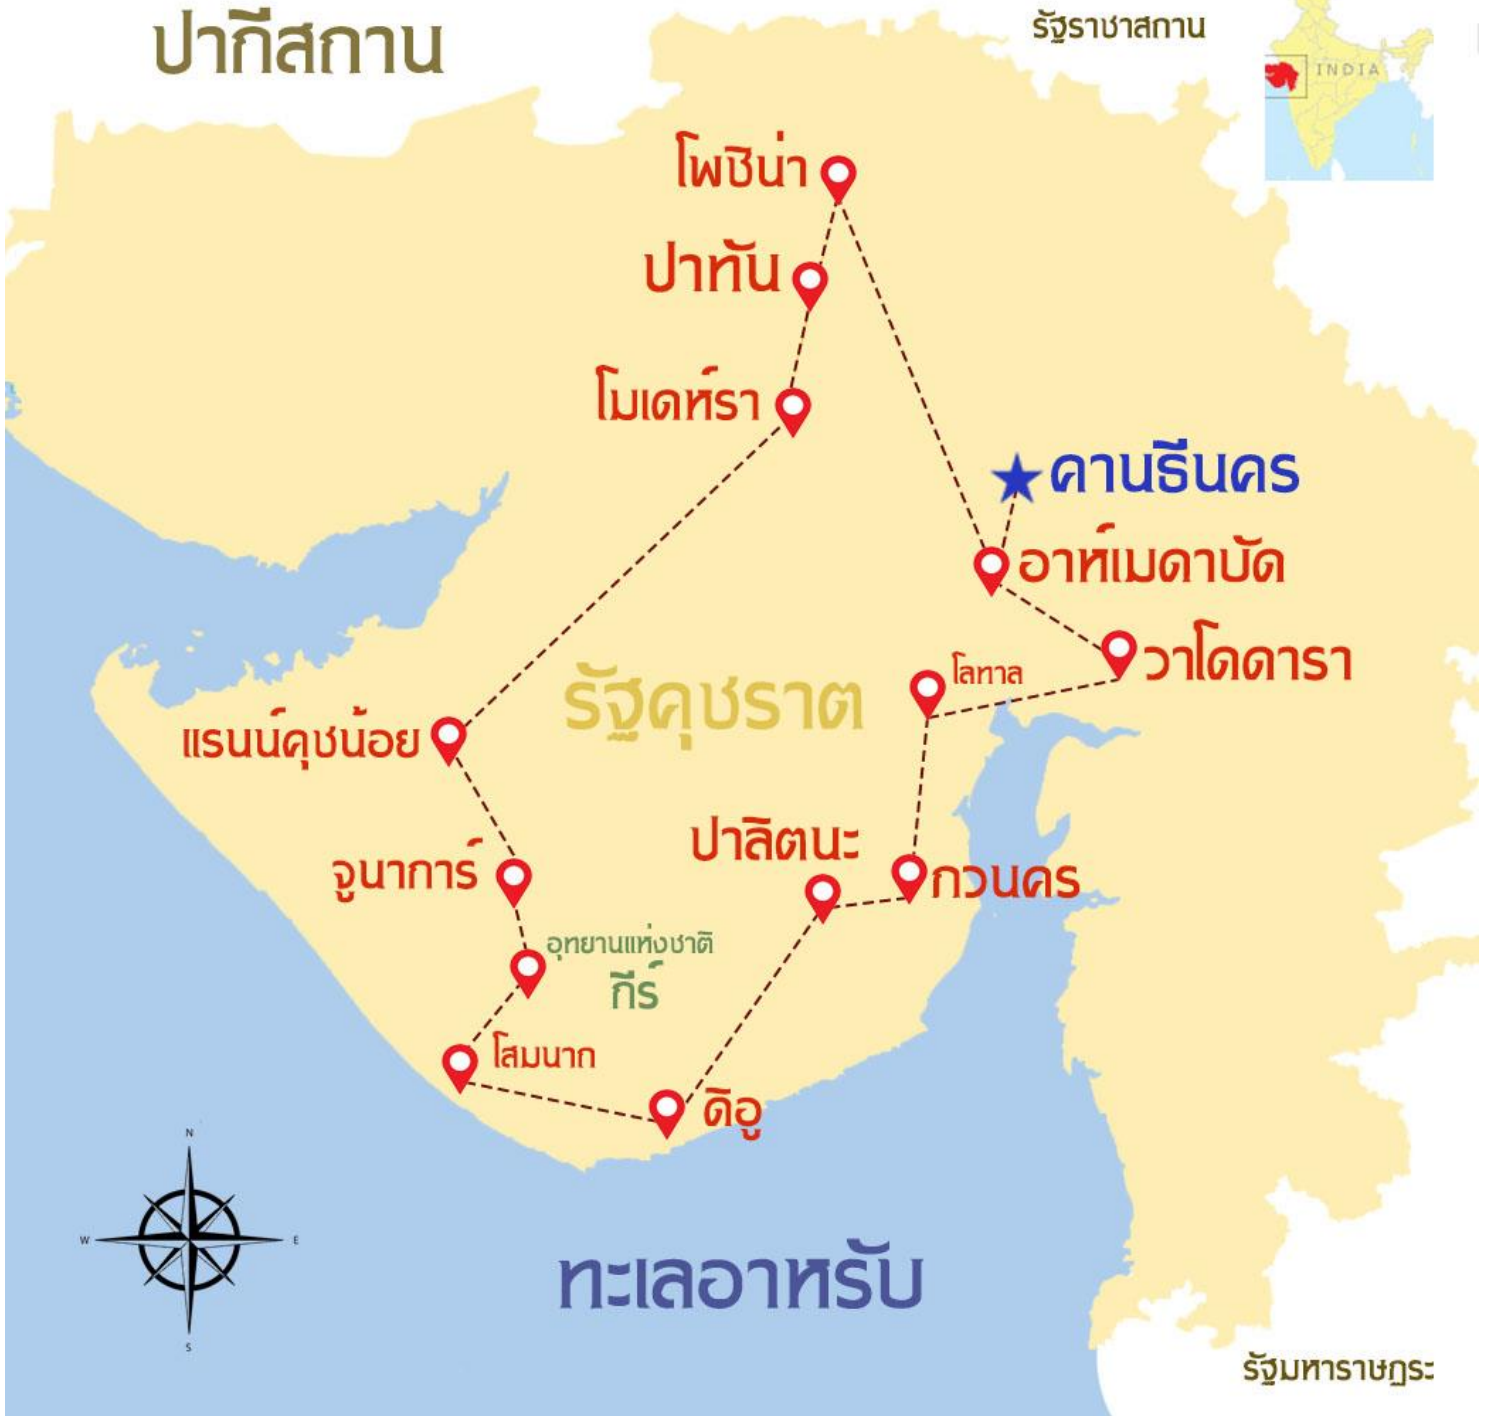 ปากีสถาน
รัฐราชาสถาน
INDIA
โพชิน่า
ปาทัน
โมเดห์รา
คานธีนคร
อาห์เมดาบัด
วาโดดารา
โลทาล
รัฐคุชราต
แรนน์คุชน้อย
ปาลิตนะ
จูนาการ์
ภวนคร
อุทยานแห่งชาติ
กีร์
โสมนาถ
ดิอู
N
W
E
S
ทะเลอาหรับ
รัฐมหาราษฎระ